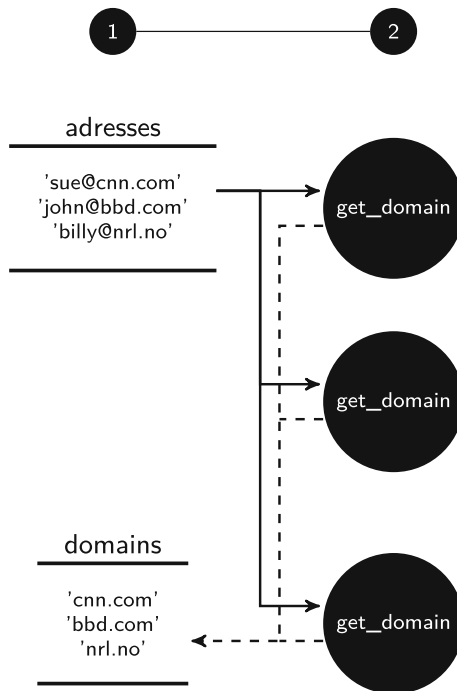 1
2
adresses
'sue@cnn.com'
'john@bbd.com'
'billy@nrl.no'
get_domain
get_domain
domains
'cnn.com'
'bbd.com'
'nrl.no'
get_domain